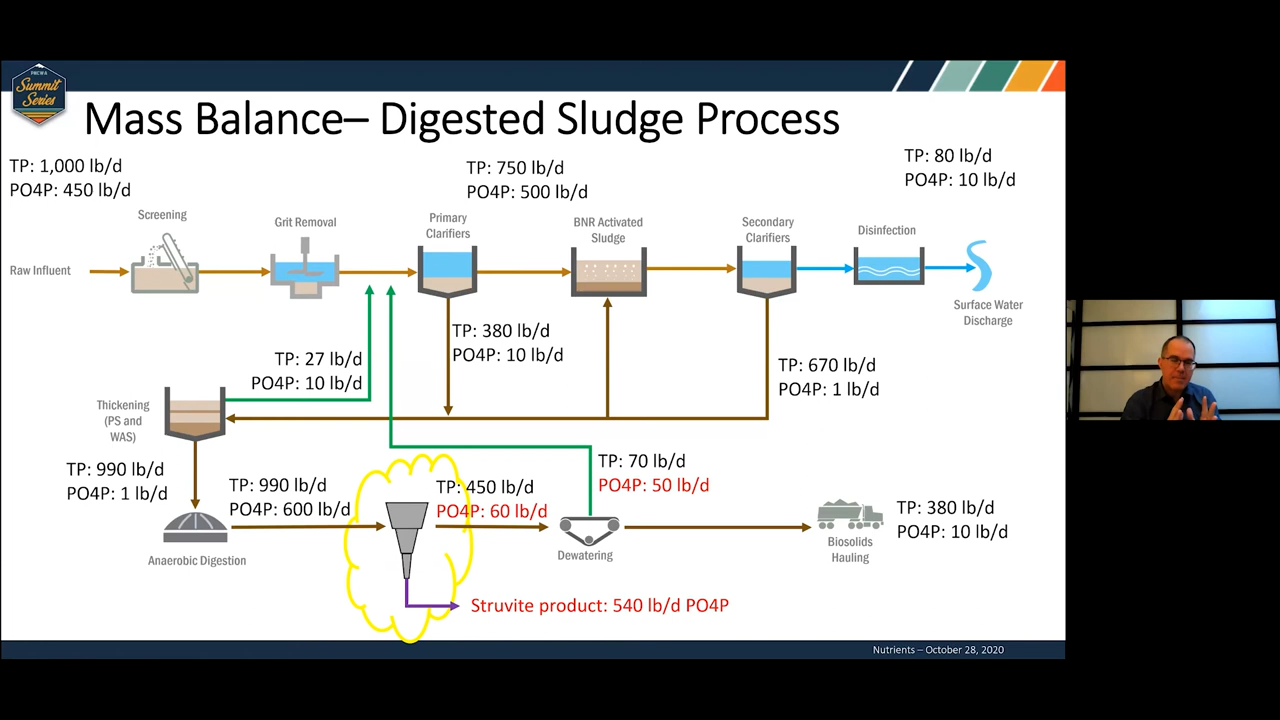 PNCWA
Summit
Series
Mass Balance– Digested Sludge Process
TP: 1,000 lb/d
PO4P: 450 lb/d
TP: 750 lb/d
PO4P: 500 lb/d
TP: 80 lb/d
PO4P: 10 lb/d
Screening
Grit Removal
Primary
Clarifiers
BNR Activated
Sludge
Secondary
Clarifiers
Disinfection
Raw Influent
Surface Water
Discharge
TP: 380 lb/d
PO4P: 10 lb/d
TP: 27 lb/d
PO4P: 10 lb/d
TP: 670 lb/d
PO4P: 1 lb/d
Thickening
(PS and
WAS)
TP: 990 lb/d
PO4P: 1 lb/d
TP: 990 lb/d
PO4P: 600 lb/d
TP: 450 lb/d
PO4P: 60 lb/d
TP: 70 lb/d
PO4P: 50 lb/d
TP: 380 lb/d
PO4P: 10 lb/d
Anaerobic Digestion
Dewatering
Biosolids
Hauling
Struvite product: 540 lb/d PO4P
Nutrients – October 28, 2020